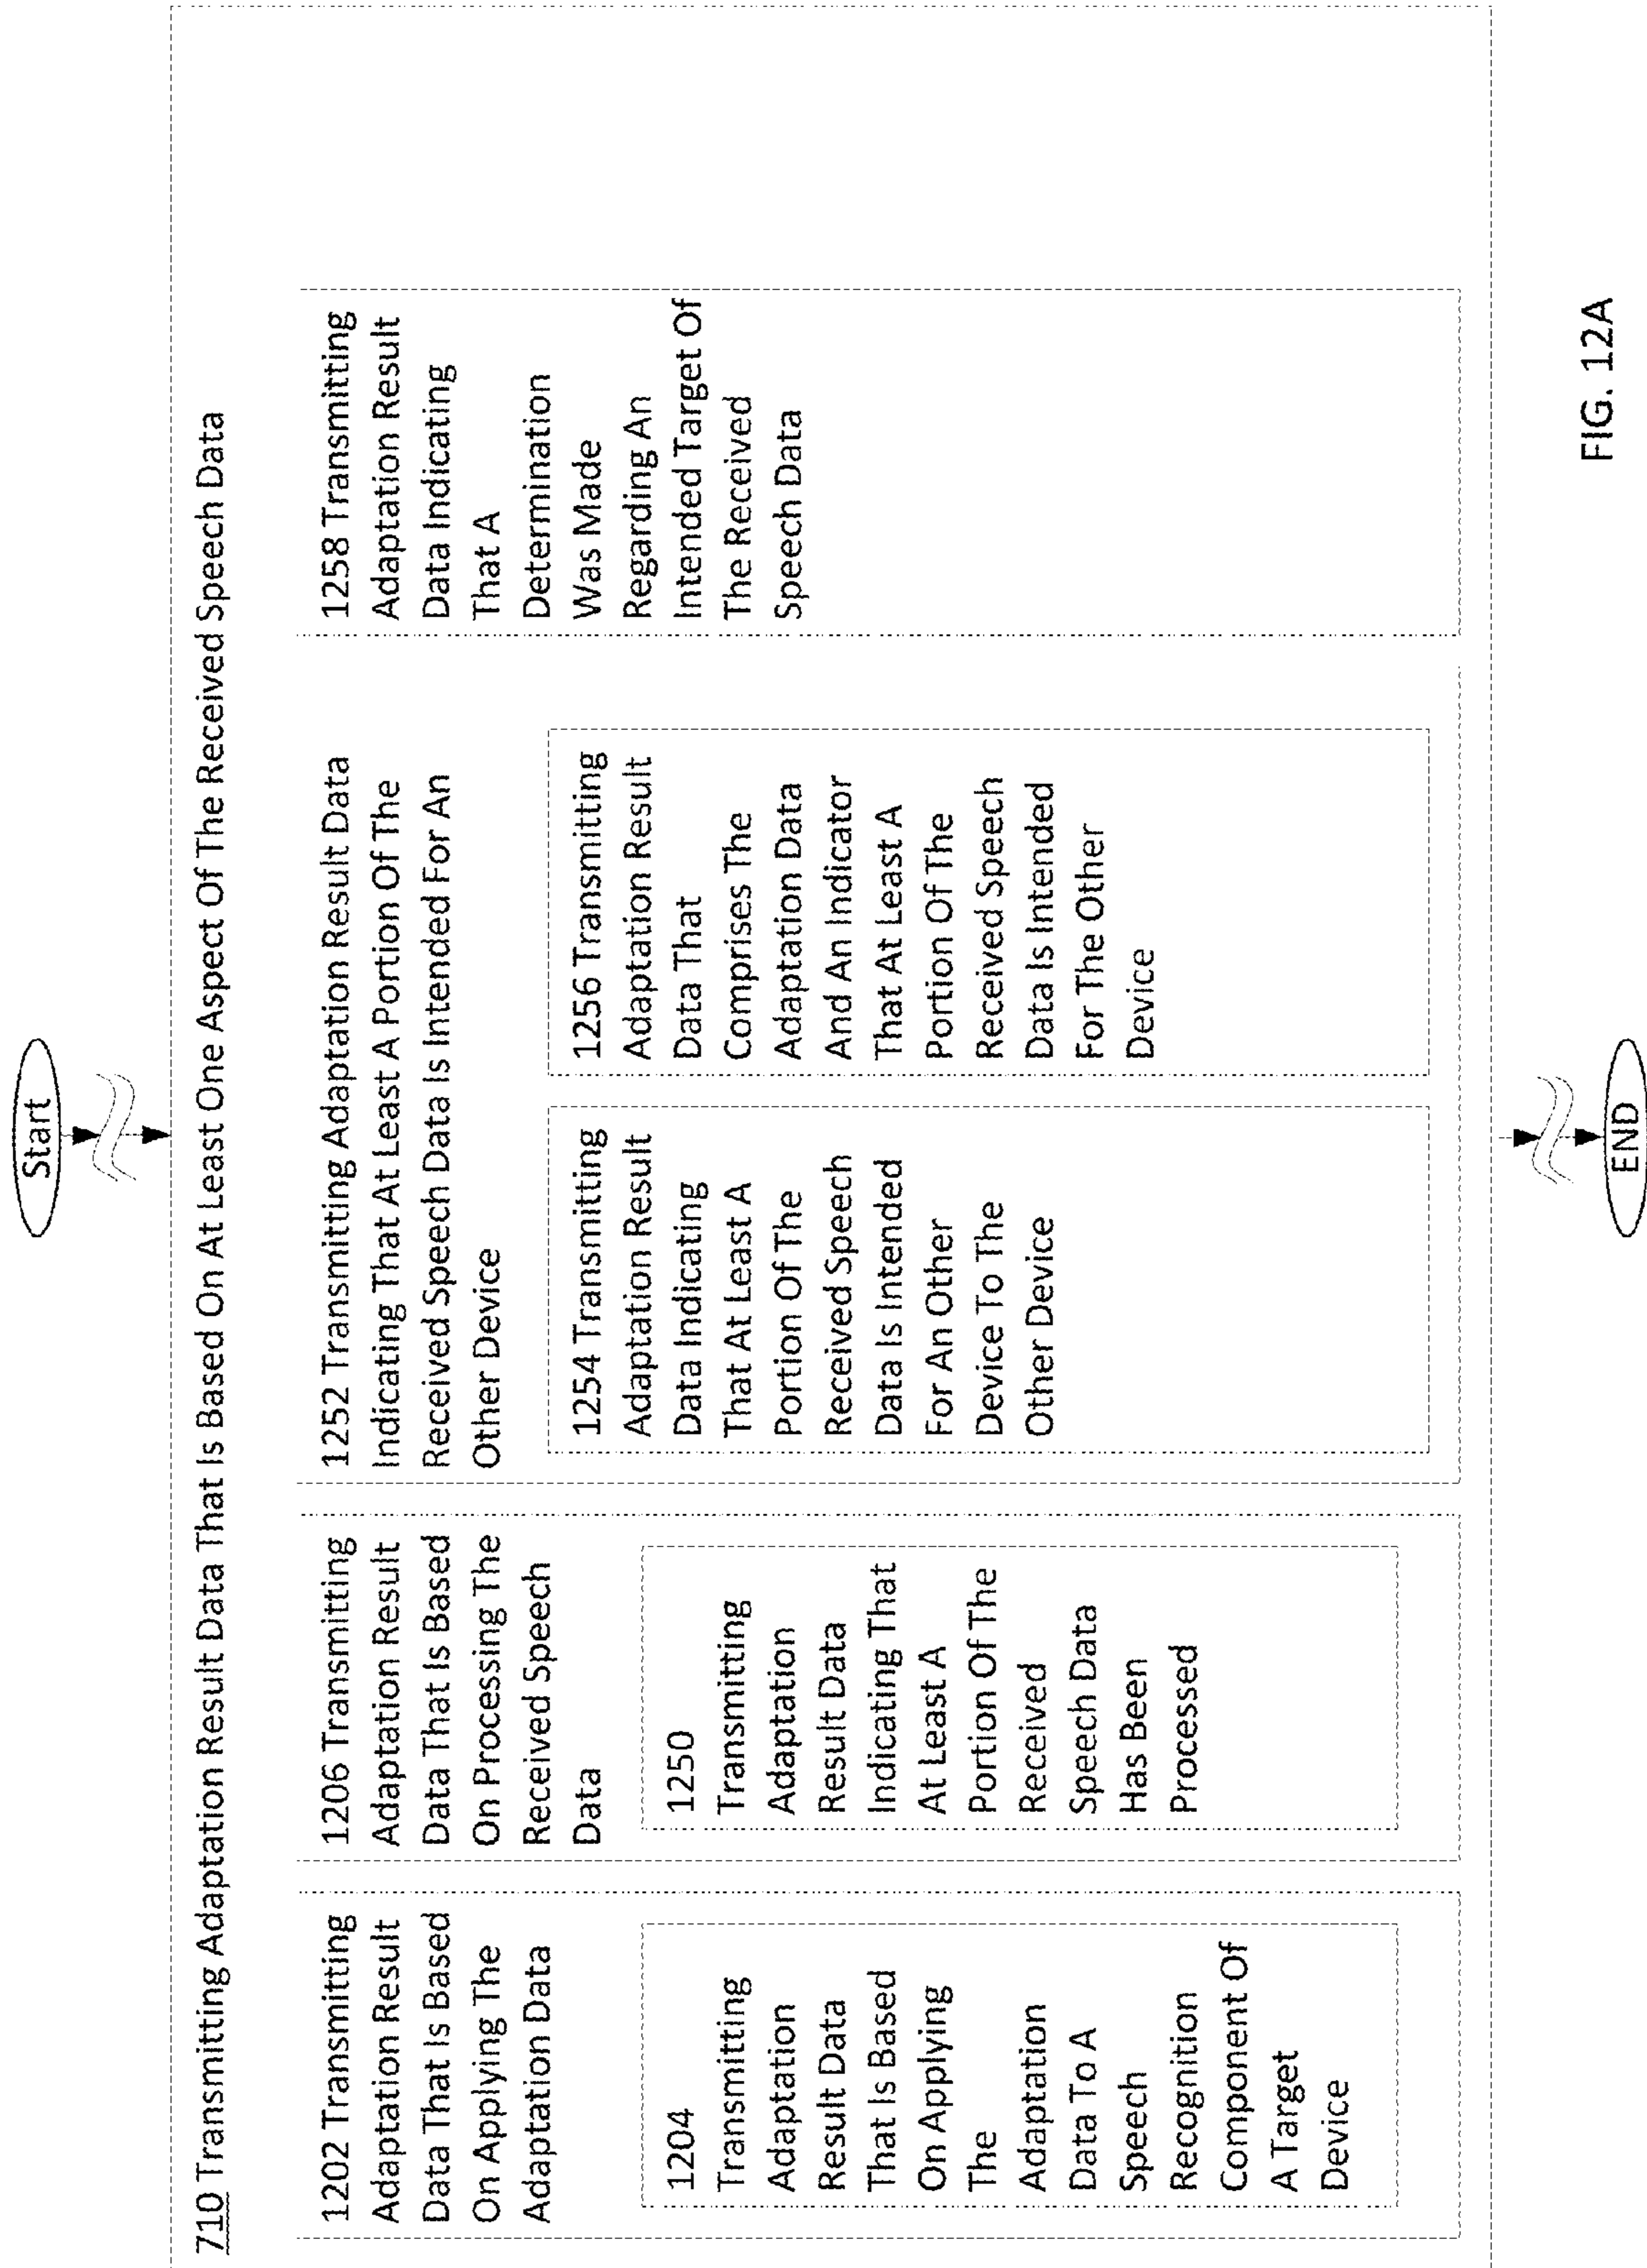 Start
710 Transmitting Adaptation Result Data That Is Based On At Least One Aspect Of The Received Speech Data
1202 Transmitting
Adaptation Result
Data That Is Based
On Applying The
Adaptation Data
1204
Transmitting
Adaptation
Result Data
That Is Based
On Applying
The
Adaptation
Data To A
Speech
Recognition
Component Of
A Target
Device
1206 Transmitting
Adaptation Result
Data That Is Based
On Processing The
Received Speech
Data
1250
Transmitting
Adaptation
Result Data
Indicating That
At Least A
Portion Of The
Received
Speech Data
Has Been
Processed
1252 Transmitting Adaptation Result Data
Indicating That At Least A Portion Of The
Received Speech Data Is Intended For An
Other Device
1254 Transmitting
Adaptation Result
Data Indicating
That At Least A
Portion Of The
Received Speech
Data Is Intended
For An Other
Device To The
Other Device
1256 Transmitting
Adaptation Result
Data That
Comprises The
Adaptation Data
And An Indicator
That At Least A
Portion Of The
Received Speech
Data Is Intended
For The Other
Device
1258 Transmitting
Adaptation Result
Data Indicating
That A
Determination
Was Made
Regarding An
Intended Target Of
The Received
Speech Data
END
FIG. 12A